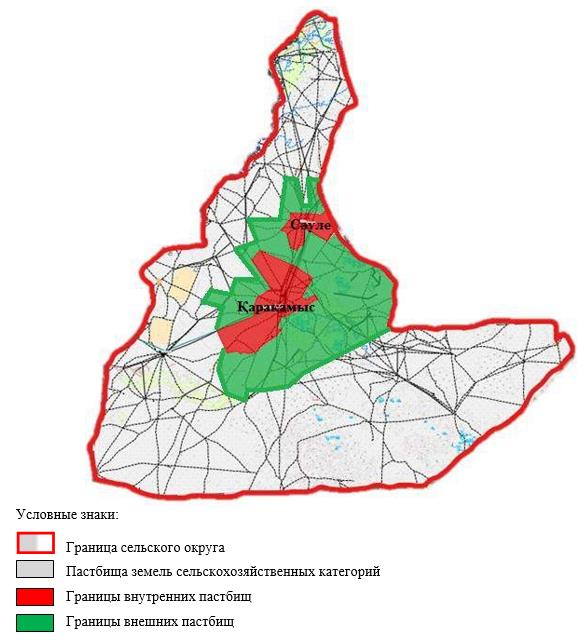 Сәуле
Қарақамыс
Условные знаки:
Граница сельского округа
Пастбища земель сельскохозяйственных категорий
Границы внутренних пастбищ
Границы внешних пастбищ